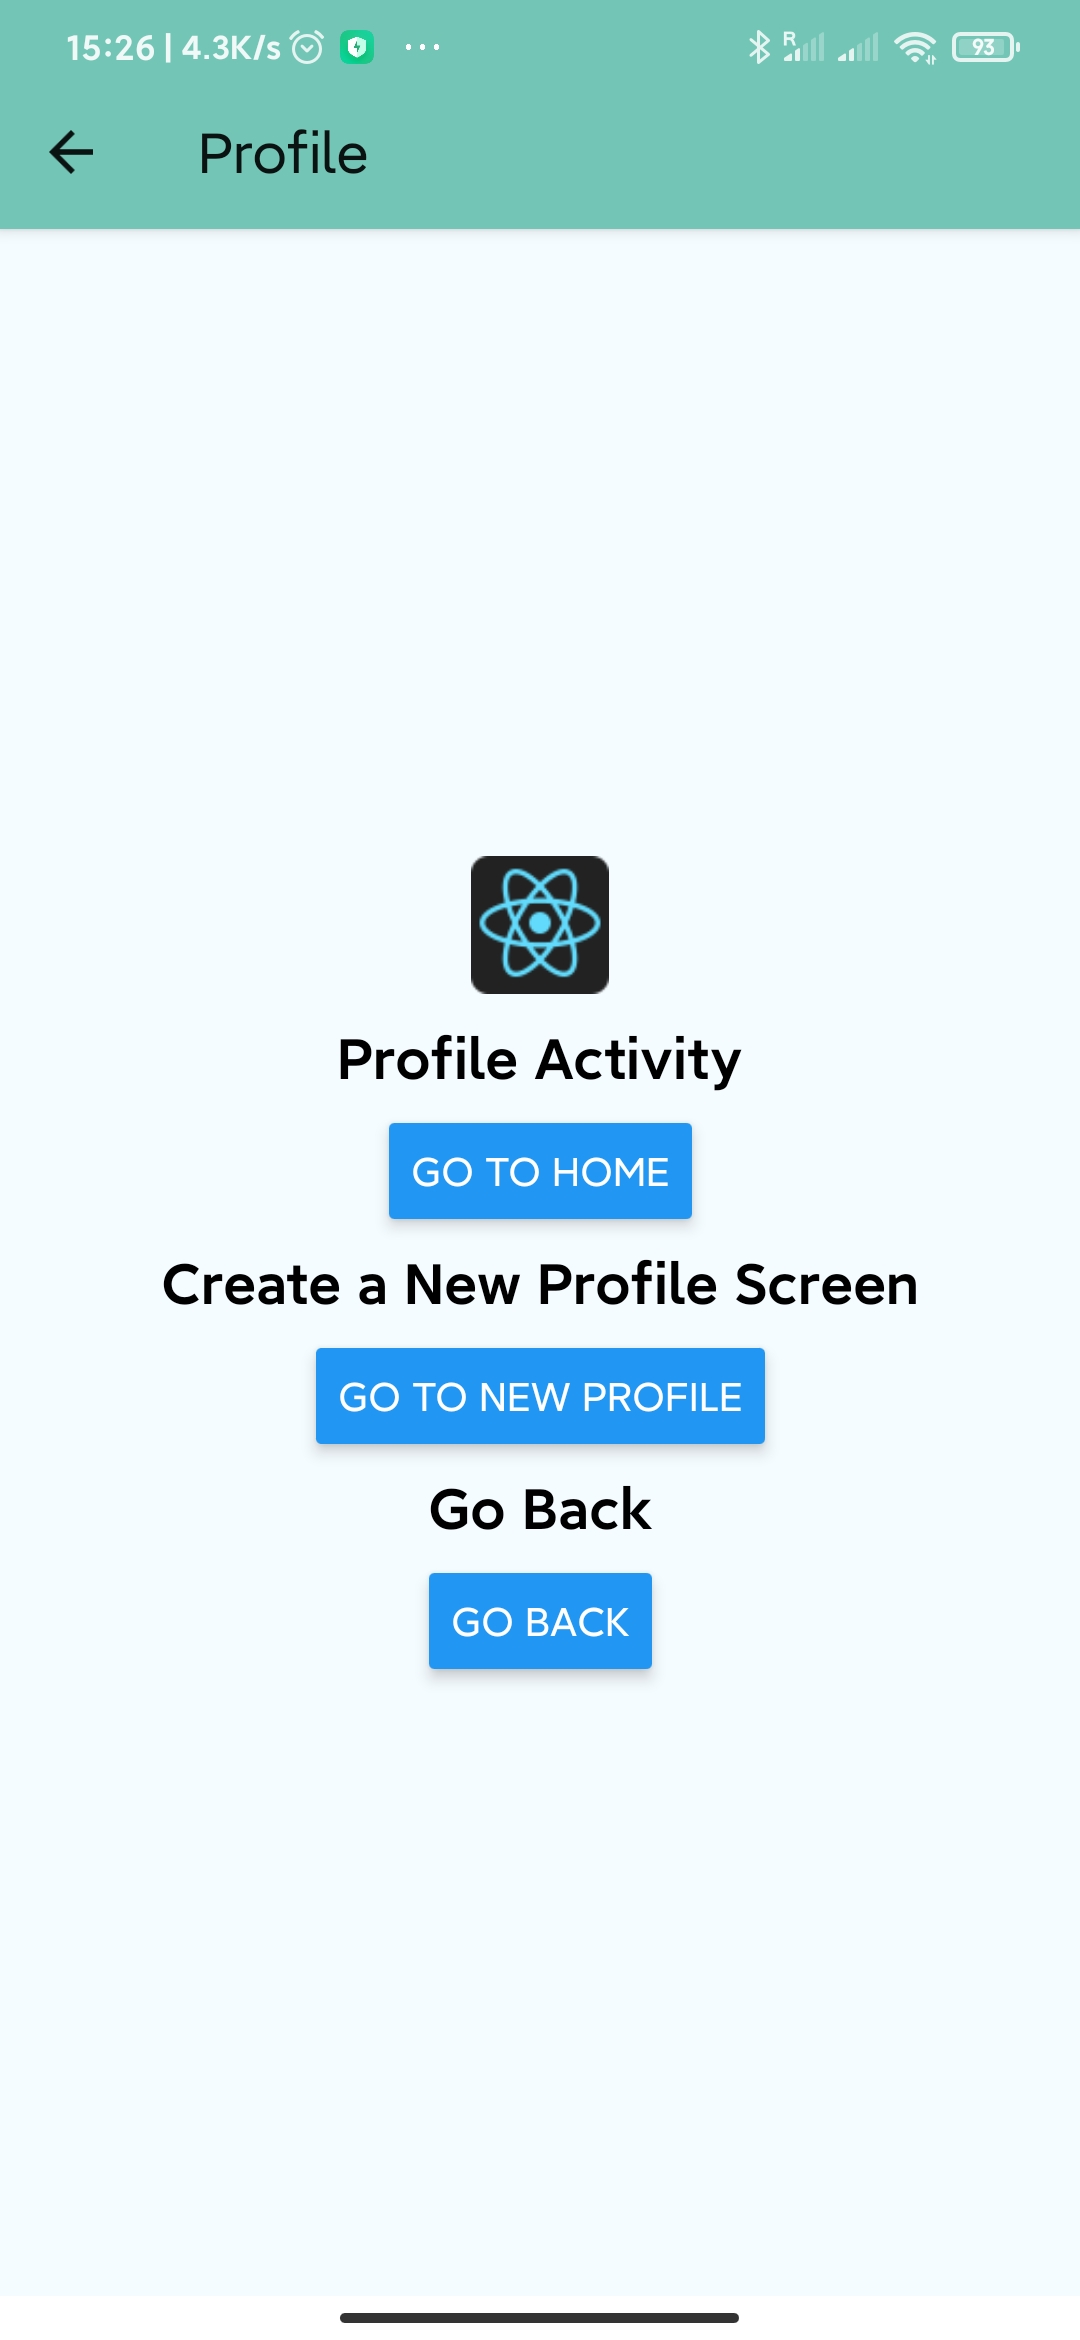 15:26 | 4.3K/s ... R 93
Profile
Profile Activity
GO TO HOME
Create a New Profile Screen
GO TO NEW PROFILE
Go Back
GO BACK